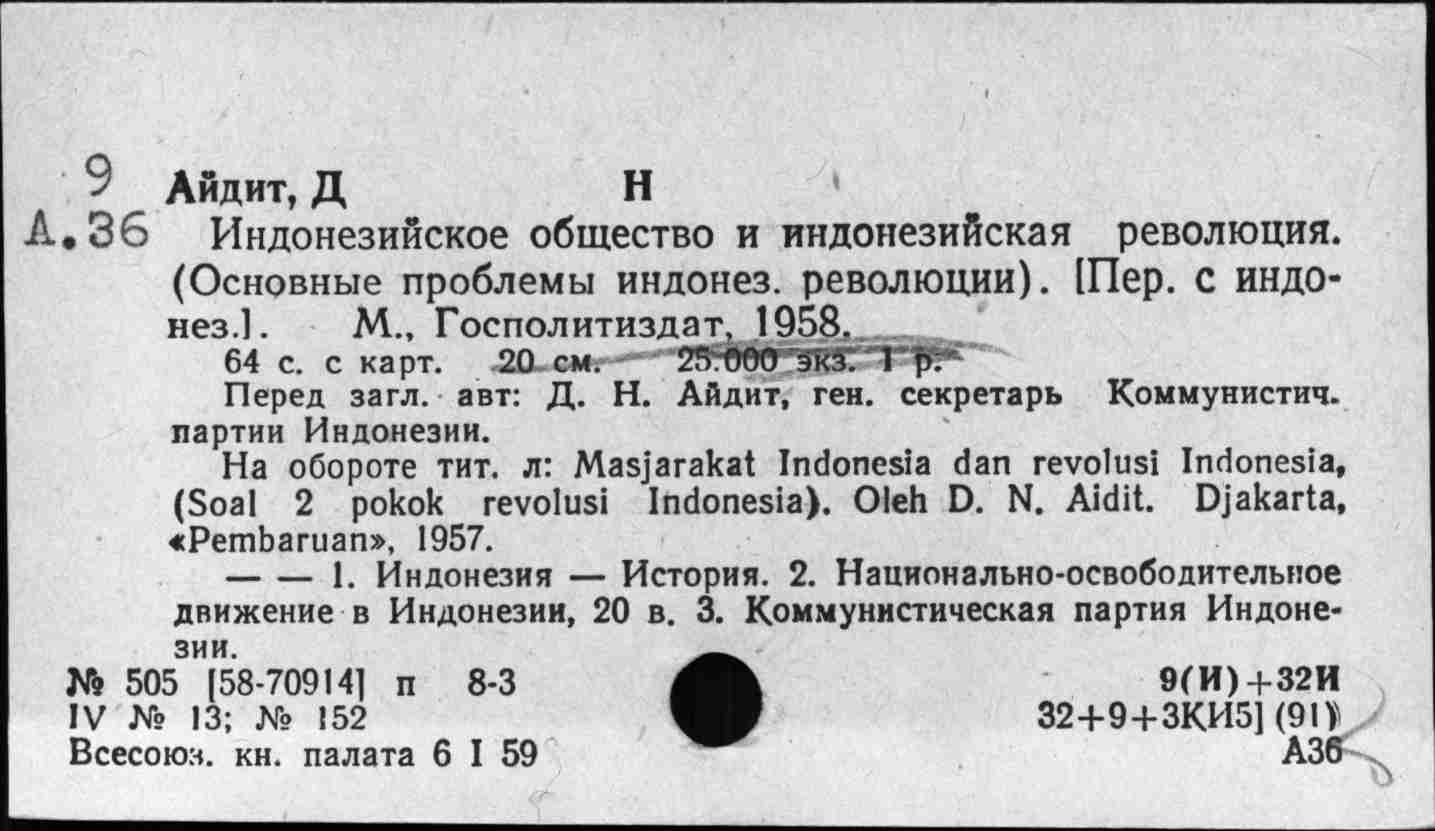 9 Айдит, Д Н
А.36 Индонезийское общество и индонезийская революция.
(Основные проблемы индонез. революции). [Пер. с индо-
нез.]. М., Госполитиздат, 1958.
64 с. с карт. 20 см. 25.000 экз. 1 р.
Перед загл. авт: Д. Н. Айдит, ген. секретарь Коммунистич.
партии Индонезии.
На обороте тит. л: Masjarakat Indonesia dan revolusi Indonesia,
(Soal 2 pokok revolusi Indonesia). Oleh D. N. Aidit. Djakarta,
«Pembaruan», 1957.
— — 1. Индонезия — История. 2. Национально-освободительное
движение в Индонезии, 20 в. 3. Коммунистическая партия Индоне-
зии.
№ 505 [58-70914] п 8-3 9(И)+32И
IV № 13; № 152 32+9+3КИ5] (91)
Всесоюз. кн. палата 6 I 59 А36